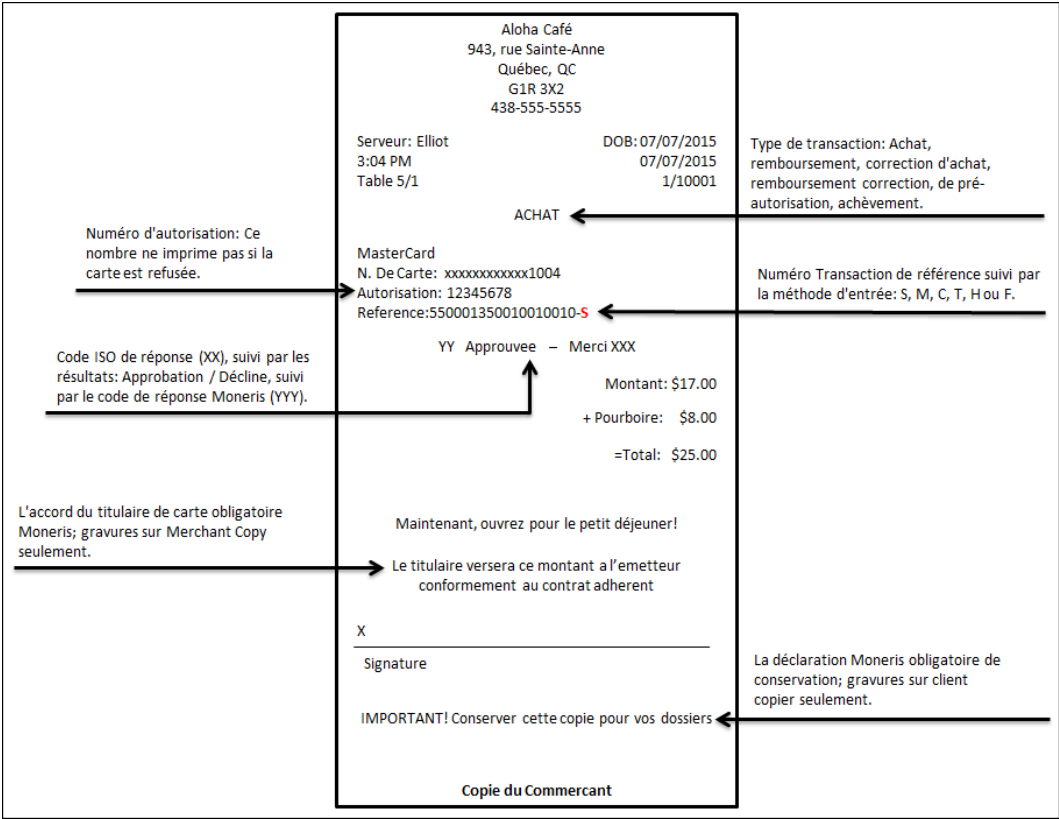 Aloha Café
943, rue Sainte-Anne
Québec, QC
G1R 3X2
438-555-5555
Serveur: Elliot DOB: 07/07/2015
3:04 PM 07/07/2015
Table 5/1 1/10001
Type de transaction: Achat,
remboursement, correction d'achat,
remboursement correction, de pré-
autorisation, achèvement.
ACHAT
Numéro d'autorisation: Ce
nombre ne imprime pas si la
carte est refusée.
MasterCard
N. De Carte: xxxxxxxxxxxx1004
Autorisation: 12345678
Reference:550001350010010010-S
Numéro Transaction de référence suivi par
la méthode d'entrée: S, M, C, T, H ou F.
YY Approuvee – Merci XXX
Code ISO de réponse (XX), suivi par les
résultats: Approbation / Décline, suivi
par le code de réponse Moneris (YYY).
Montant: $17.00
+ Pourboire: $8.00
=Total: $25.00
L'accord du titulaire de carte obligatoire
Moneris; gravures sur Merchant Copy
seulement.
Maintenant, ouvrez pour le petit déjeuner!
Le titulaire versera ce montant a l'emetteur
conformement au contrat adherent
X
Signature
La déclaration Moneris obligatoire de
conservation; gravures sur client
copier seulement.
IMPORTANT! Conserver cette copie pour vos dossiers
Copie du Commercant